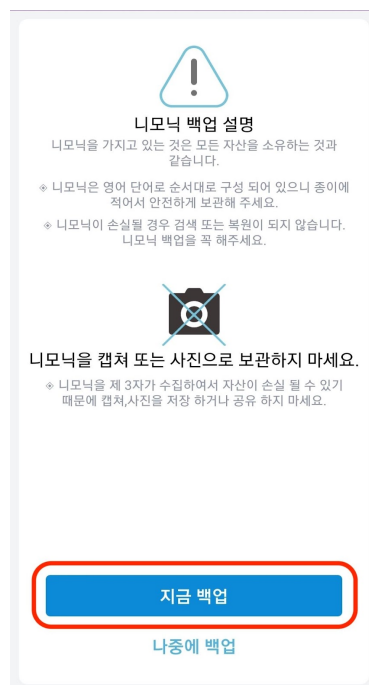 니모닉 백업 설명
니모닉을 가지고 있는 것은 모든 자산을 소유하는 것과
같습니다.
◈ 니모닉은 영어 단어로 순서대로 구성 되어 있으니 종이에
적어서 안전하게 보관해 주세요.
◈ 니모닉이 손실될 경우 검색 또는 복원이 되지 않습니다.
니모닉 백업을 꼭 해주세요.
니모닉을 캡쳐 또는 사진으로 보관하지 마세요.
◈ 니모닉을 제 3자가 수집하여서 자산이 손실 될 수 있기
때문에 캡쳐,사진을 저장 하거나 공유 하지 마세요.
지금 백업
나중에 백업